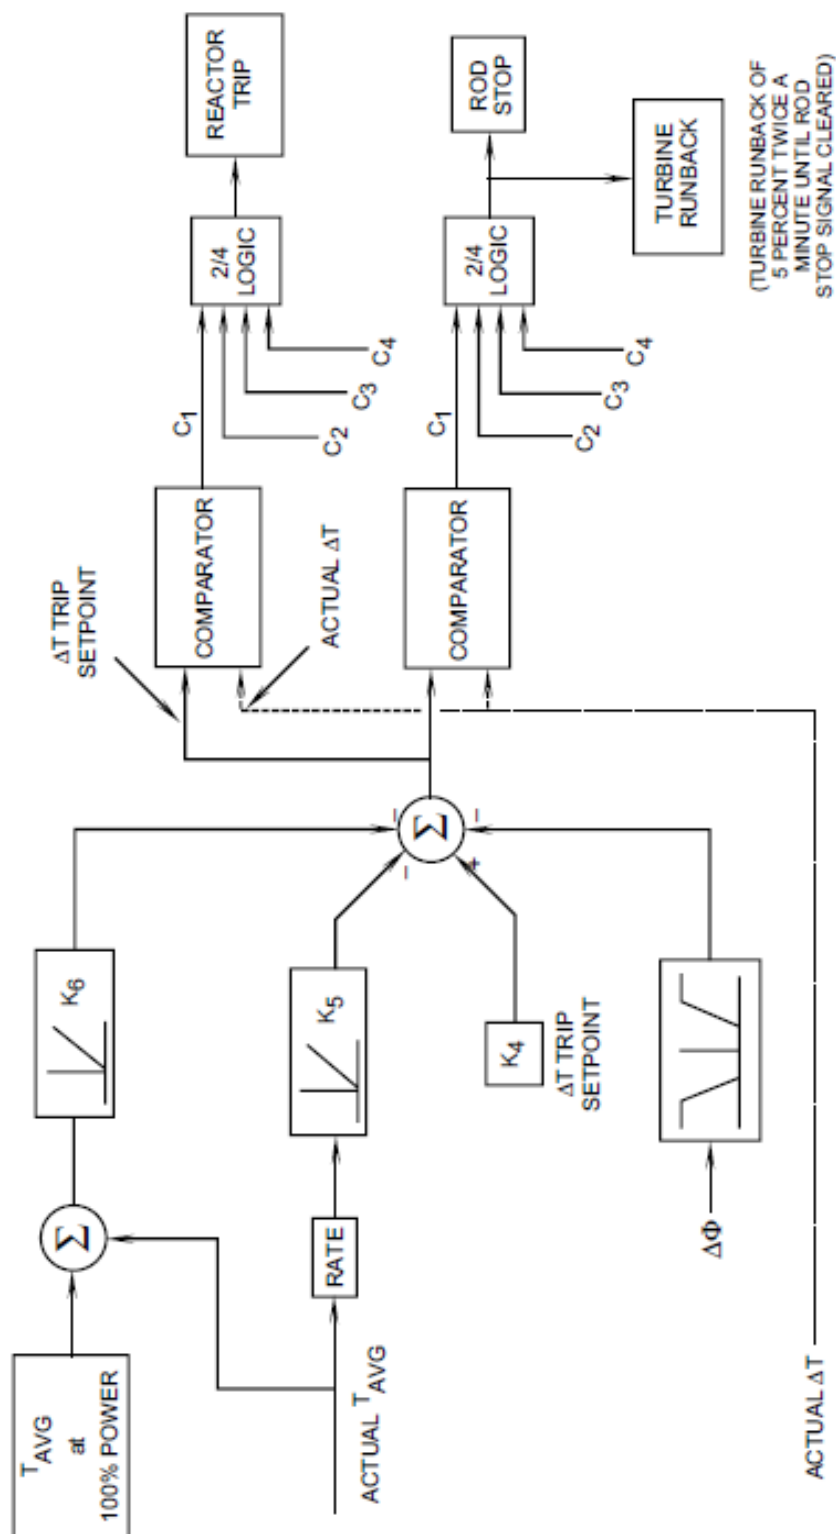 TAVG
at
100% POWER
Σ
K6
ACTUAL TAVG
RATE
K5
ΔT TRIP
SETPOINT
K4
ΔΦ
ACTUAL ΔT
Σ
−
−
+
−
ΔT TRIP
SETPOINT
ACTUAL ΔT
COMPARATOR
C1
C2
C3
C4
2/4
LOGIC
REACTOR
TRIP
COMPARATOR
C1
C2
C3
C4
2/4
LOGIC
ROD
STOP
TURBINE
RUNBACK
(TURBINE RUNBACK OF
5 PERCENT TWICE A
MINUTE UNTIL ROD
STOP SIGNAL CLEARED)